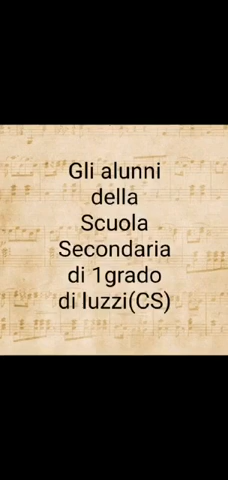 Gli alunni
della
Scuola
Secondaria
di 1grado
di luzzi(CS)